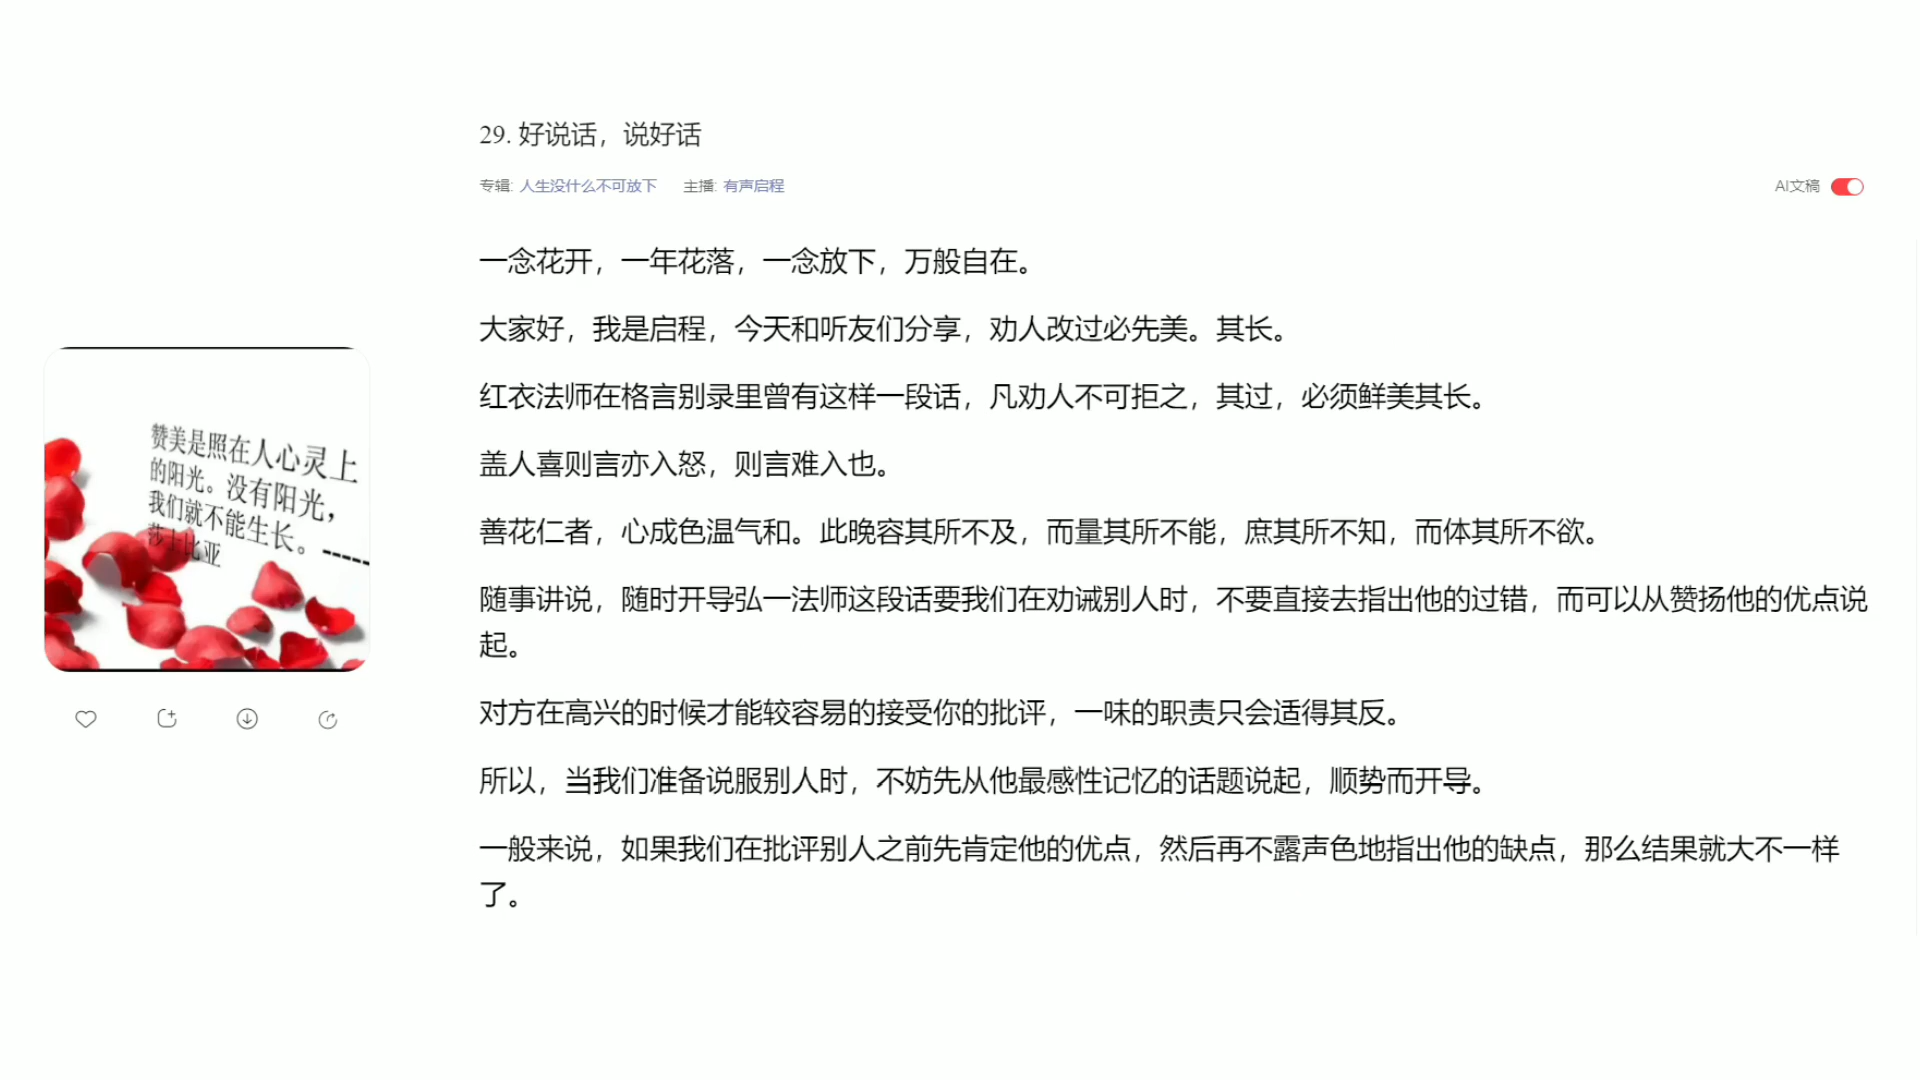 29. 好说话，说好话
专辑: 人生没什么不可放下 主播: 有声启程
AI文稿
一念花开，一年花落，一念放下，万般自在。
大家好，我是启程，今天和听友们分享，劝人改过必先美。其长。
红衣法师在格言别录里曾有这样一段话，凡劝人不可拒之，其过，必须鲜美其长。
盖人喜则言亦入怒，则言难入也。
善花仁者，心成色温气和。此晚容其所不及，而量其所不能，庶其所不知，而体其所不欲。
随事讲说，随时开导弘一法师这段话要我们在劝诫别人时，不要直接去指出他的过错，而可以从赞扬他的优点说
起。
对方在高兴的时候才能较容易的接受你的批评，一味的职责只会适得其反。
所以，当我们准备说服别人时，不妨先从他最感性记忆的话题说起，顺势而开导。
一般来说，如果我们在批评别人之前先肯定他的优点，然后再不露声色地指出他的缺点，那么结果就大不一样
了。
赞美是照在人心灵上
的阳光。没有阳光，
我们就不能生长。-----
莎士比亚